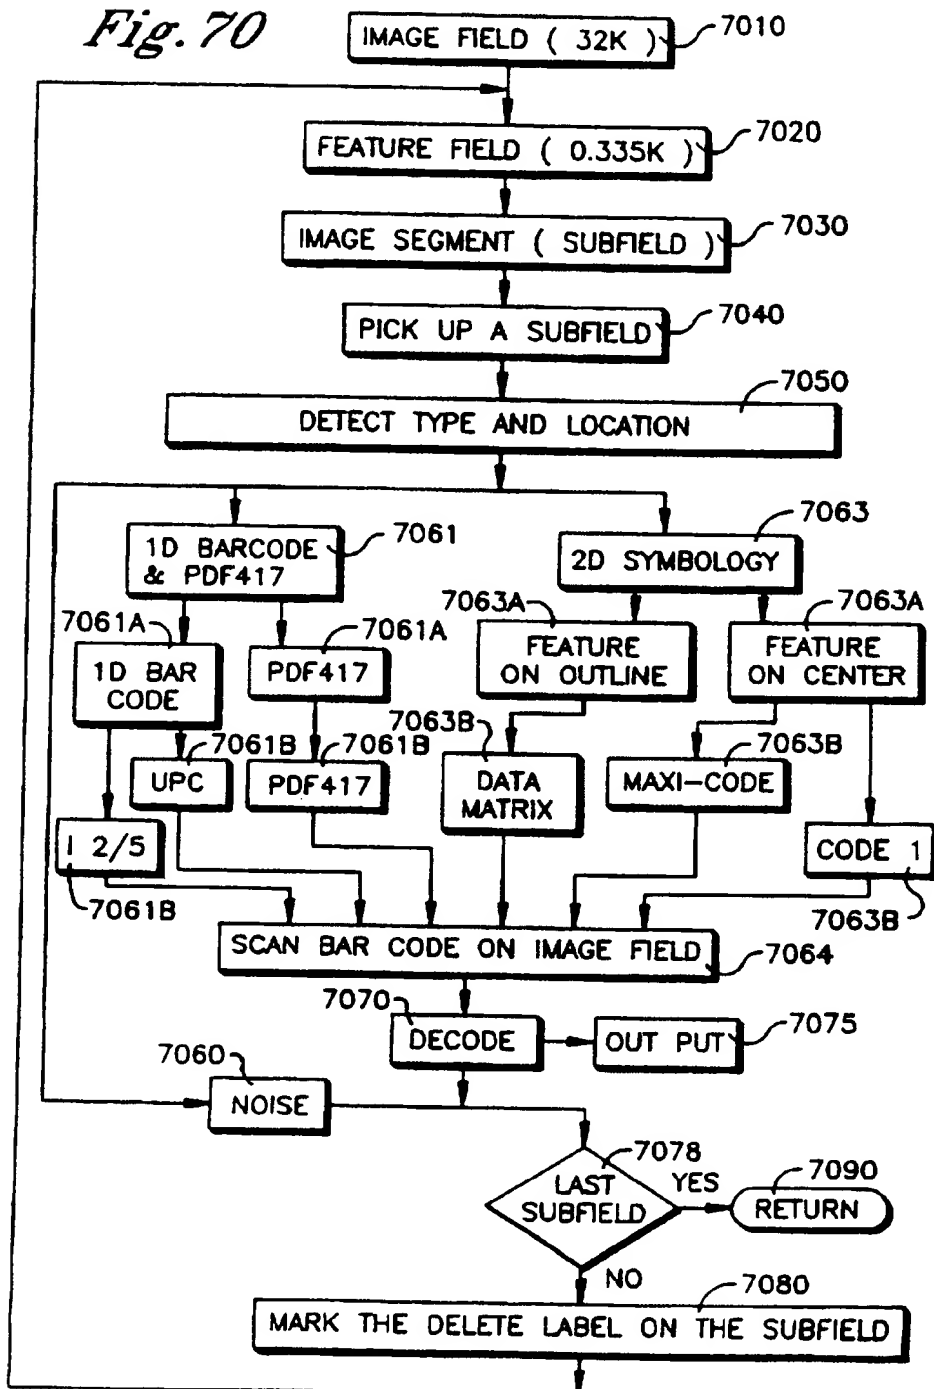 Fig. 70
IMAGE FIELD ( 32K )
7010
FEATURE FIELD ( 0.335K )
7020
IMAGE SEGMENT ( SUBFIELD )
7030
PICK UP A SUBFIELD
7040
7050
DETECT TYPE AND LOCATION
1D BARCODE
& PDF417
7061
2D SYMBOLOGY
7063
7061A
1D BAR
CODE
7061A
PDF417
7063A
FEATURE
ON OUTLINE
7063A
FEATURE
ON CENTER
7061B
UPC
7061B
PDF417
7063B
DATA
MATRIX
7063B
MAXI-CODE
I 2/5
7061B
CODE 1
7063B
SCAN BAR CODE ON IMAGE FIELD
7064
7070
DECODE
OUT PUT
7075
7060
NOISE
7078
LAST
SUBFIELD
YES
7090
RETURN
NO
7080
MARK THE DELETE LABEL ON THE SUBFIELD